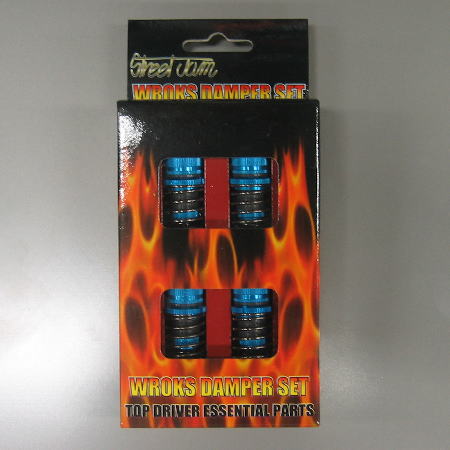 Street Jam
WROKS DAMPER SET
WROKS DAMPER SET
TOP DRIVER ESSENTIAL PARTS